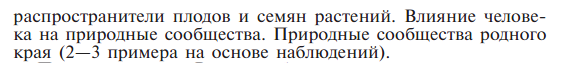 распространители плодов и семян растений. Влияние челове-
ка на природные сообщества. Природные сообщества родного
края (2—3 примера на основе наблюдений).